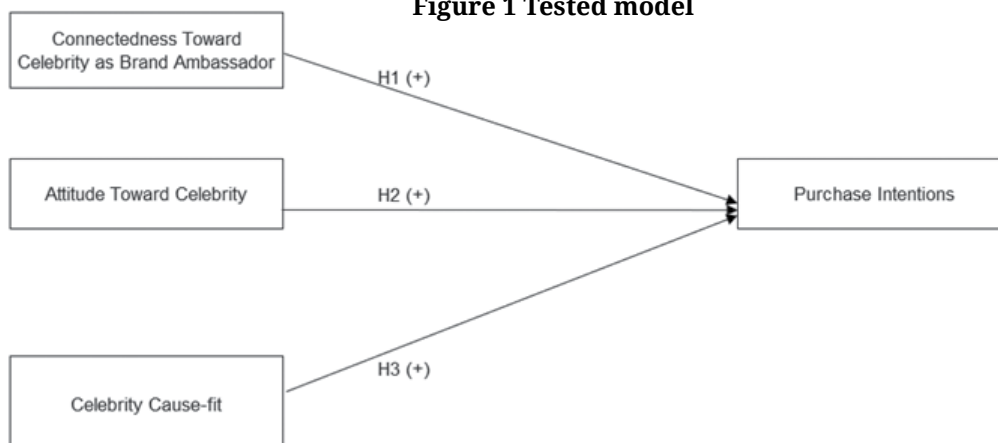 Figure 1 Tested model
Connectedness Toward
Celebrity as Brand Ambassador
H1 (+)
Attitude Toward Celebrity
H2 (+)
Purchase Intentions
H3 (+)
Celebrity Cause-fit